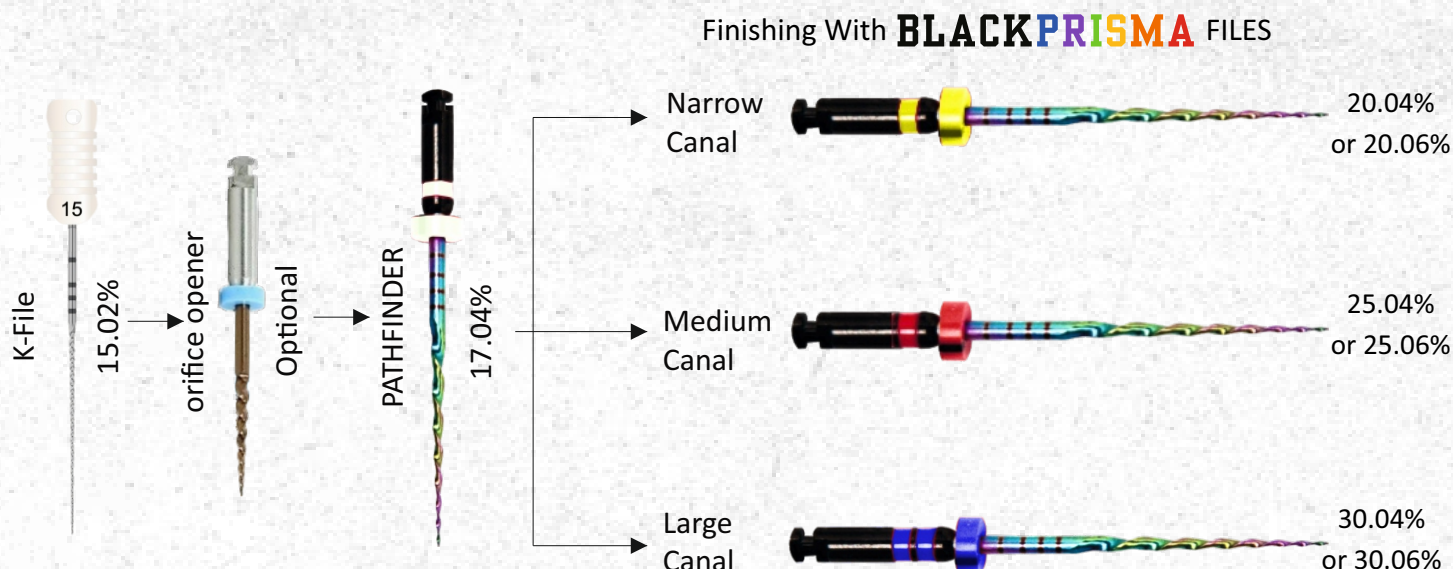 Finishing With BLACKPRISMA FILES
15
K-File
15.02%
orifice opener
Optional
PATHFINDER
17.04%
Narrow
Canal
20.04%
or 20.06%
Medium
Canal
25.04%
or 25.06%
Large
Canal
30.04%
or 30.06%